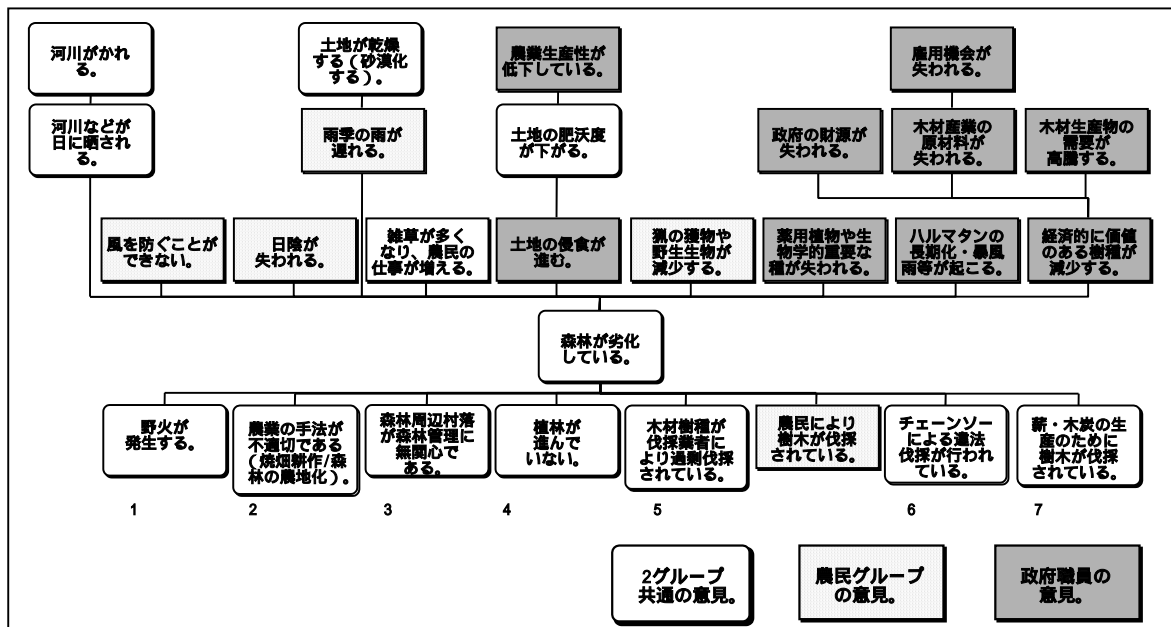 河川がかれ
る。
土地が乾燥
する（砂漠化
する）。
農業生産性が
低下している。
雇用機会が
失われる。
河川などが
日に晒され
る。
雨季の雨が
遅れる。
土地の肥沃度
が下がる。
政府の財源が
失われる。
木材産業の
原材料が
失われる。
木材生産物の
需要が
高騰する。
風を防ぐことが
できない。
日陰が
失われる。
雑草が多く
なり、農民の
仕事が増える。
土地の侵食が
進む。
猟の獲物や
野生生物が
減少する。
薬用植物や生
物学的重要な
種が失われる。
ハルマタンの
長期化・暴風
雨等が起こる。
経済的に価値
のある樹種が
減少する。
森林が劣化
している。
野火が
発生する。
農業の手法が
不適切である
（焼畑耕作/森
林の農地化）。
森林周辺村落
が森林管理に
無関心で
ある。
植林が
進んで
いない。
木材樹種が
伐採業者に
より過剰伐採
されている。
農民により
樹木が伐採
されている。
チェーンソー
による違法
伐採が行われ
ている。
薪・木炭の生
産のために
樹木が伐採
されている。
1
2
3
4
5
6
7
2グループ
共通の意見。
農民グループ
の意見。
政府職員の
意見。